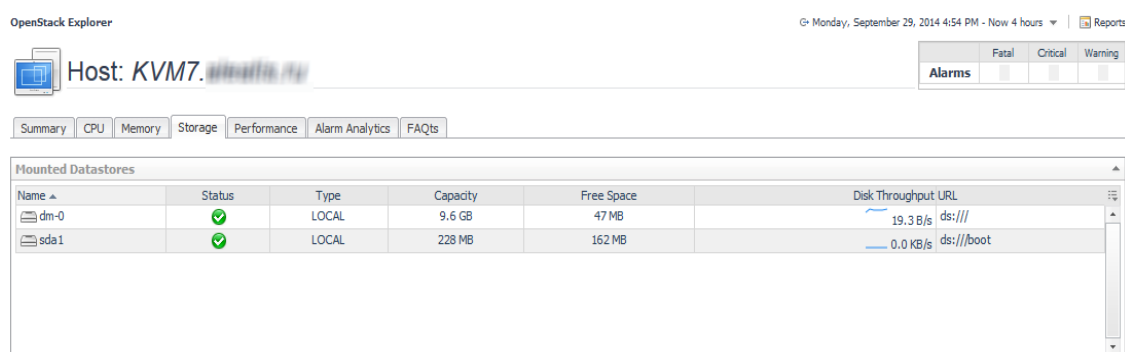 OpenStack Explorer
Monday, September 29, 2014 4:54 PM - Now 4 hours
Reports
Host: KVM7.
Fatal Critical Warning
Alarms
Summary CPU Memory Storage Performance Alarm Analytics FAQts
Mounted Datastores
Name Status Type Capacity Free Space Disk Throughput URL
dm-0 LOCAL 9.6 GB 47 MB 19.3 B/s ds:///
sda1 LOCAL 228 MB 162 MB 0.0 KB/s ds:///boot